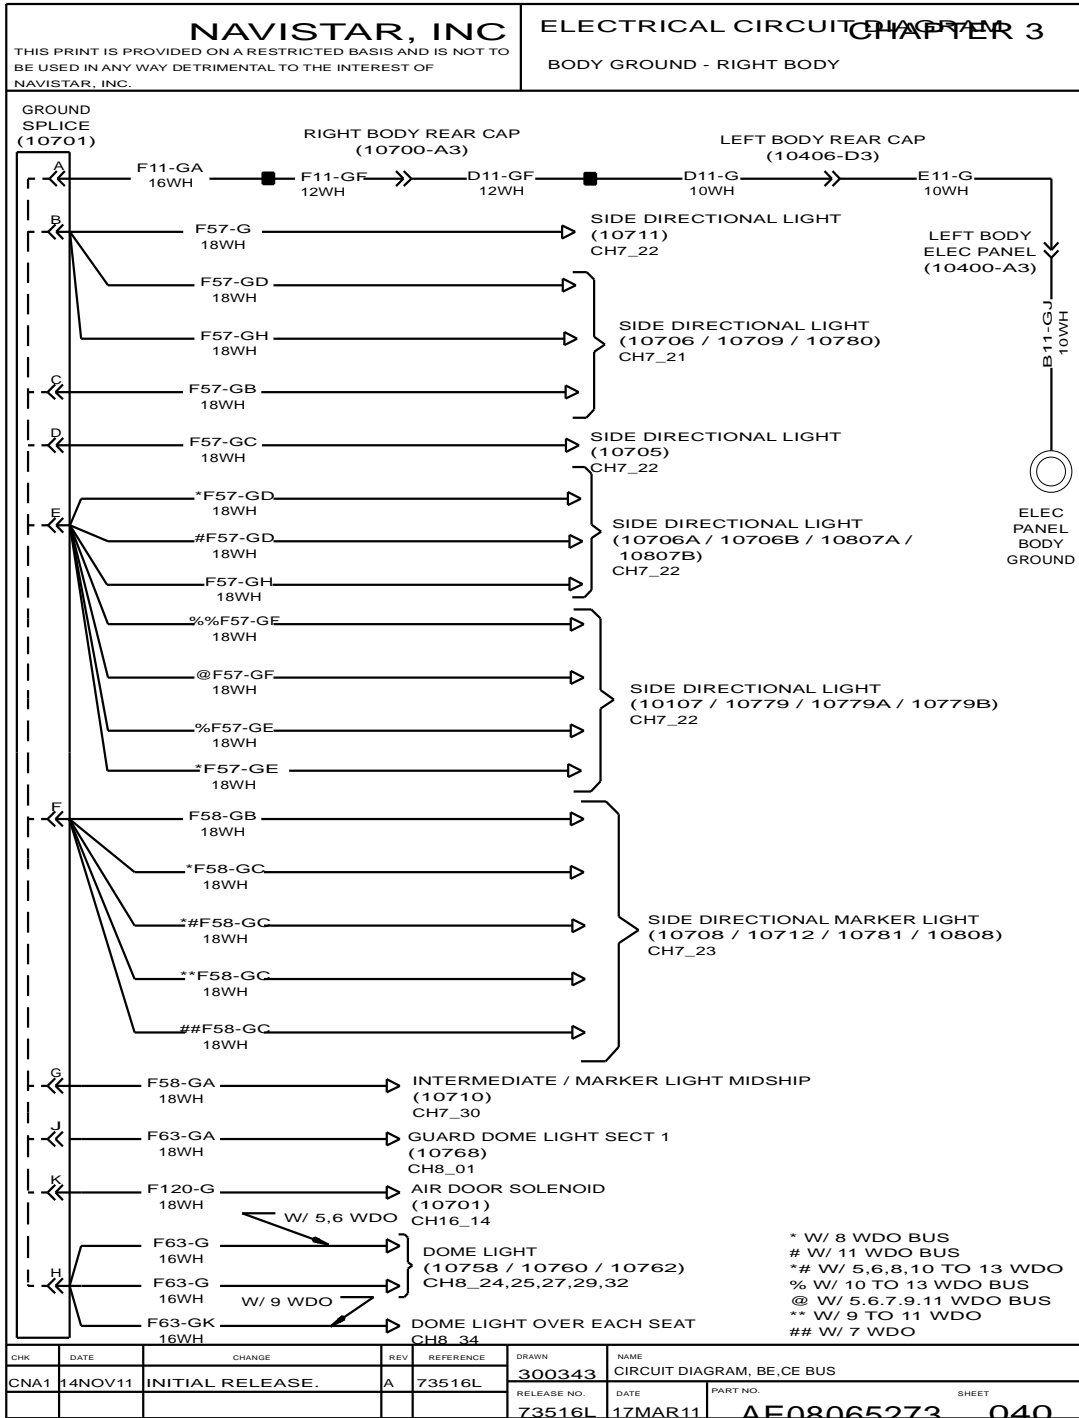 NAVISTAR, INC
THIS PRINT IS PROVIDED ON A RESTRICTED BASIS AND IS NOT TO
BE USED IN ANY WAY DETRIMENTAL TO THE INTEREST OF
NAVISTAR, INC.
ELECTRICAL CIRCUIT DIAGRAM
CHAPTER 3
BODY GROUND - RIGHT BODY
GROUND
SPLICE
(10701)
RIGHT BODY REAR CAP
(10700-A3)
LEFT BODY REAR CAP
(10406-D3)
A
F11-GA
16WH
F11-GF
12WH
D11-GF
12WH
D11-G
10WH
E11-G
10WH
LEFT BODY
ELEC PANEL
(10400-A3)
B11-GJ
10WH
ELEC
PANEL
BODY
GROUND
B
F57-G
18WH
SIDE DIRECTIONAL LIGHT
(10711)
CH7_22
F57-GD
18WH
F57-GH
18WH
SIDE DIRECTIONAL LIGHT
(10706 / 10709 / 10780)
CH7_21
C
F57-GB
18WH
D
F57-GC
18WH
SIDE DIRECTIONAL LIGHT
(10705)
CH7_22
E
*F57-GD
18WH
#F57-GD
18WH
F57-GH
18WH
SIDE DIRECTIONAL LIGHT
(10706A / 10706B / 10807A /
10807B)
CH7_22
%%F57-GE
18WH
@F57-GF
18WH
%F57-GE
18WH
*F57-GE
18WH
SIDE DIRECTIONAL LIGHT
(10107 / 10779 / 10779A / 10779B)
CH7_22
F
F58-GB
18WH
*F58-GC
18WH
*#F58-GC
18WH
**F58-GC
18WH
##F58-GC
18WH
SIDE DIRECTIONAL MARKER LIGHT
(10708 / 10712 / 10781 / 10808)
CH7_23
G
F58-GA
18WH
INTERMEDIATE / MARKER LIGHT MIDSHIP
(10710)
CH7_30
J
F63-GA
18WH
GUARD DOME LIGHT SECT 1
(10768)
CH8_01
K
F120-G
18WH
AIR DOOR SOLENOID
(10701)
CH16_14
W/ 5,6 WDO
F63-G
16WH
DOME LIGHT
(10758 / 10760 / 10762)
CH8_24,25,27,29,32
H
F63-G
16WH
W/ 9 WDO
F63-GK
16WH
DOME LIGHT OVER EACH SEAT
CH8_34
* W/ 8 WDO BUS
# W/ 11 WDO BUS
*# W/ 5,6,8,10 TO 13 WDO
% W/ 10 TO 13 WDO BUS
@ W/ 5.6.7.9.11 WDO BUS
** W/ 9 TO 11 WDO
## W/ 7 WDO
CHK DATE CHANGE REV REFERENCE
CNA1 14NOV11 INITIAL RELEASE. A 73516L
DRAWN
300343
NAME
CIRCUIT DIAGRAM, BE,CE BUS
RELEASE NO.
73516L
DATE
17MAR11
PART NO.
AE08065273
SHEET
040